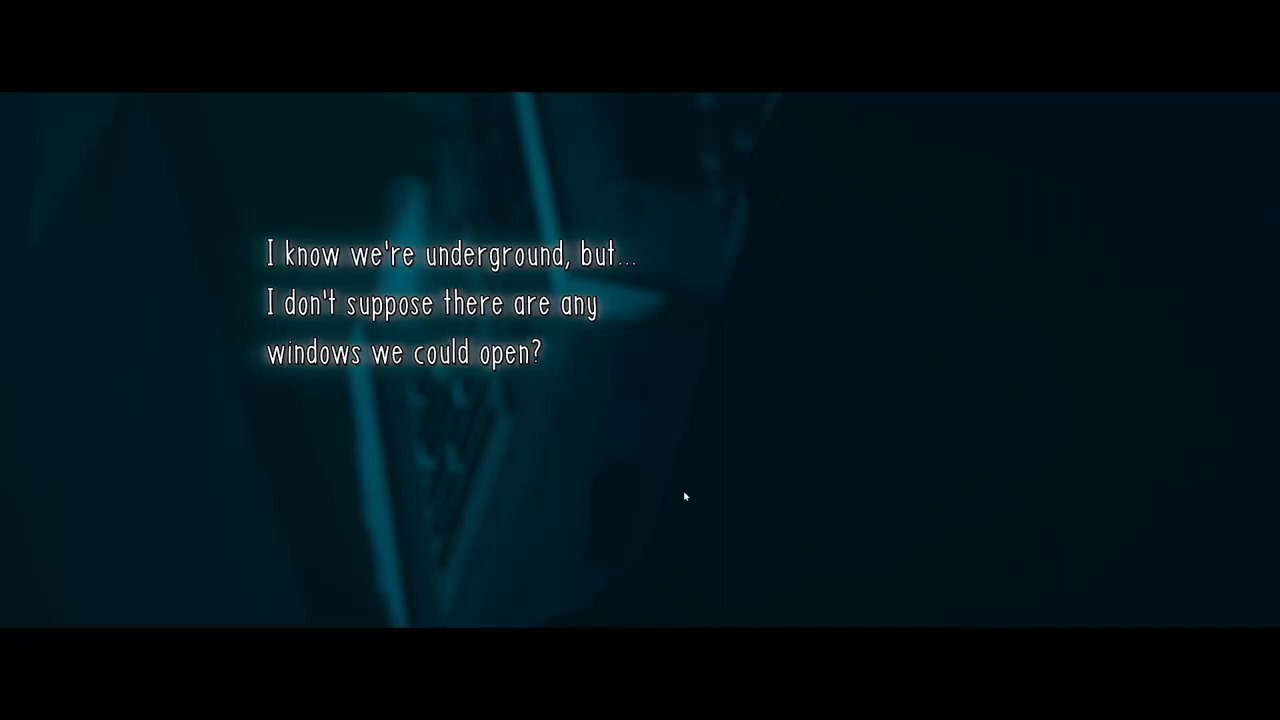 I know we're underground, but...
I don't suppose there are any
windows we could open?